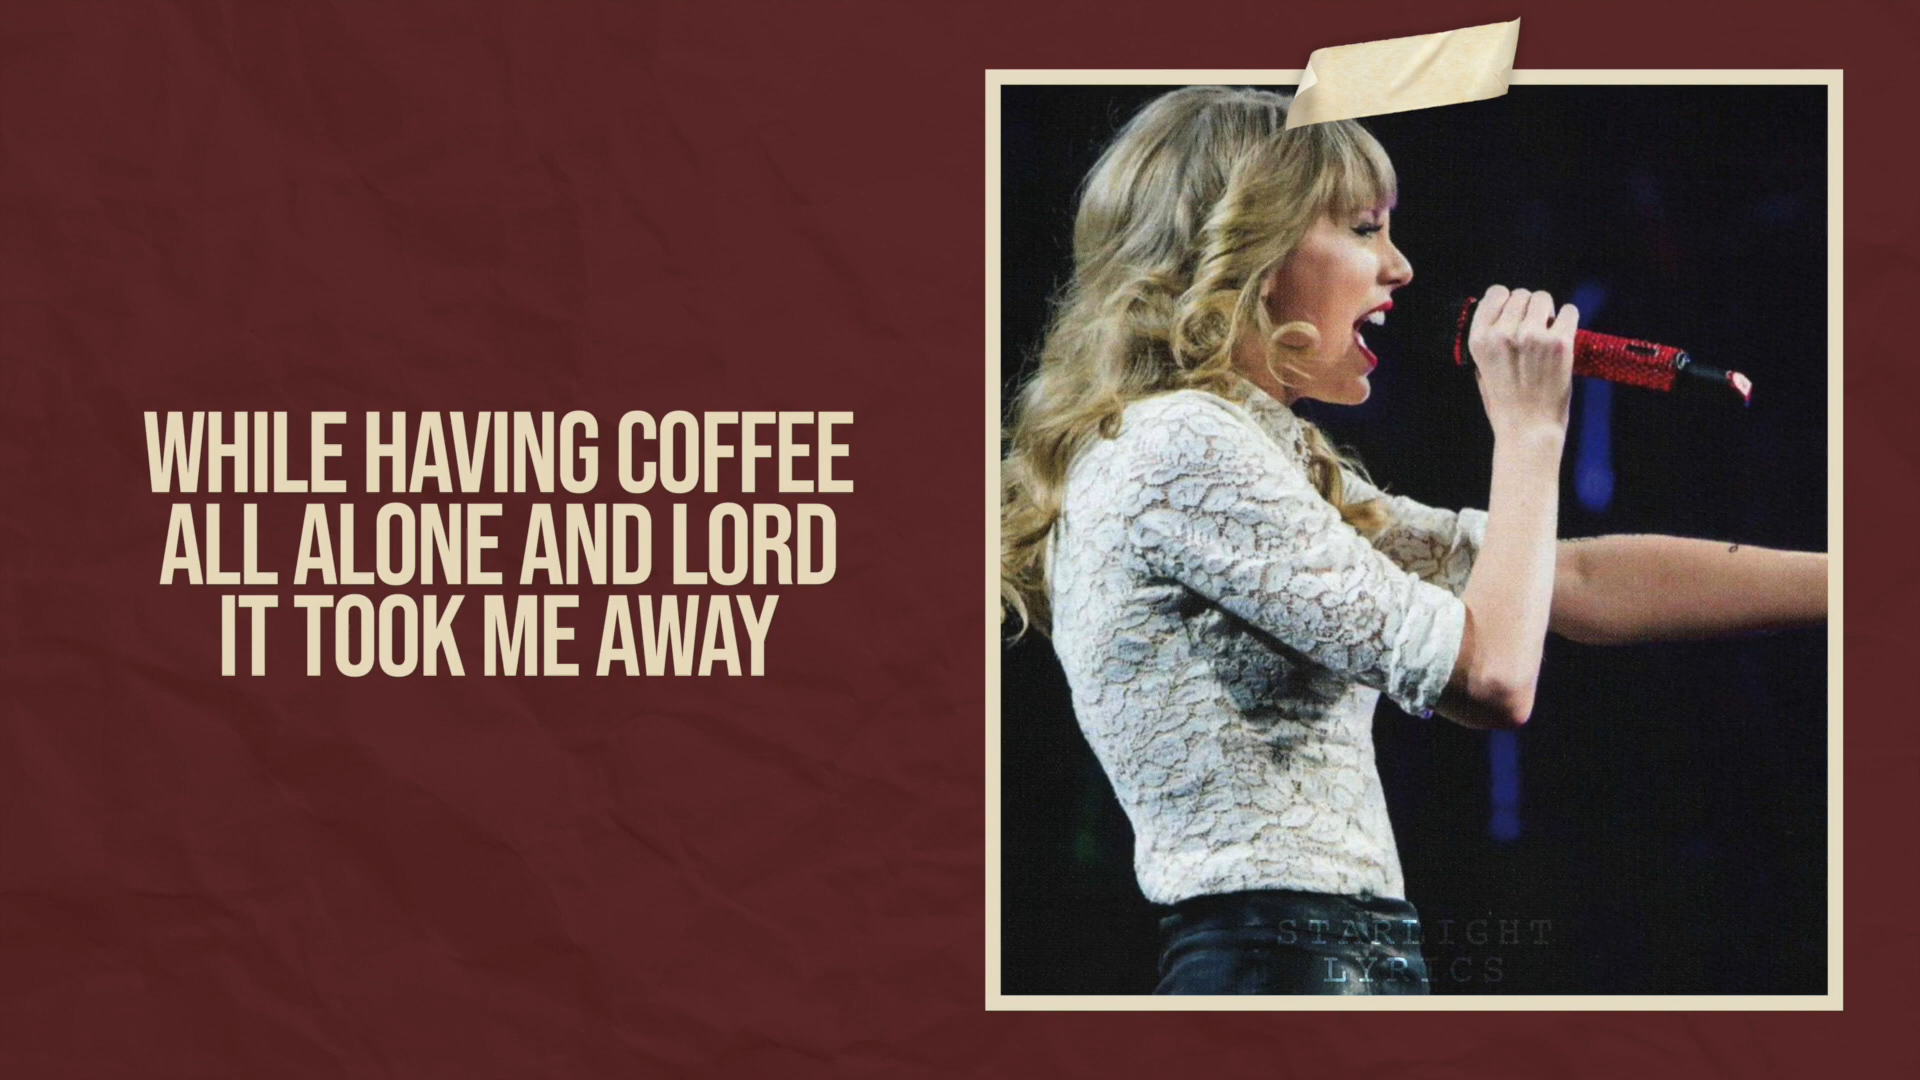 WHILE HAVING COFFEE
ALL ALONE AND LORD
IT TOOK ME AWAY
STARLIGHT
LYRICS